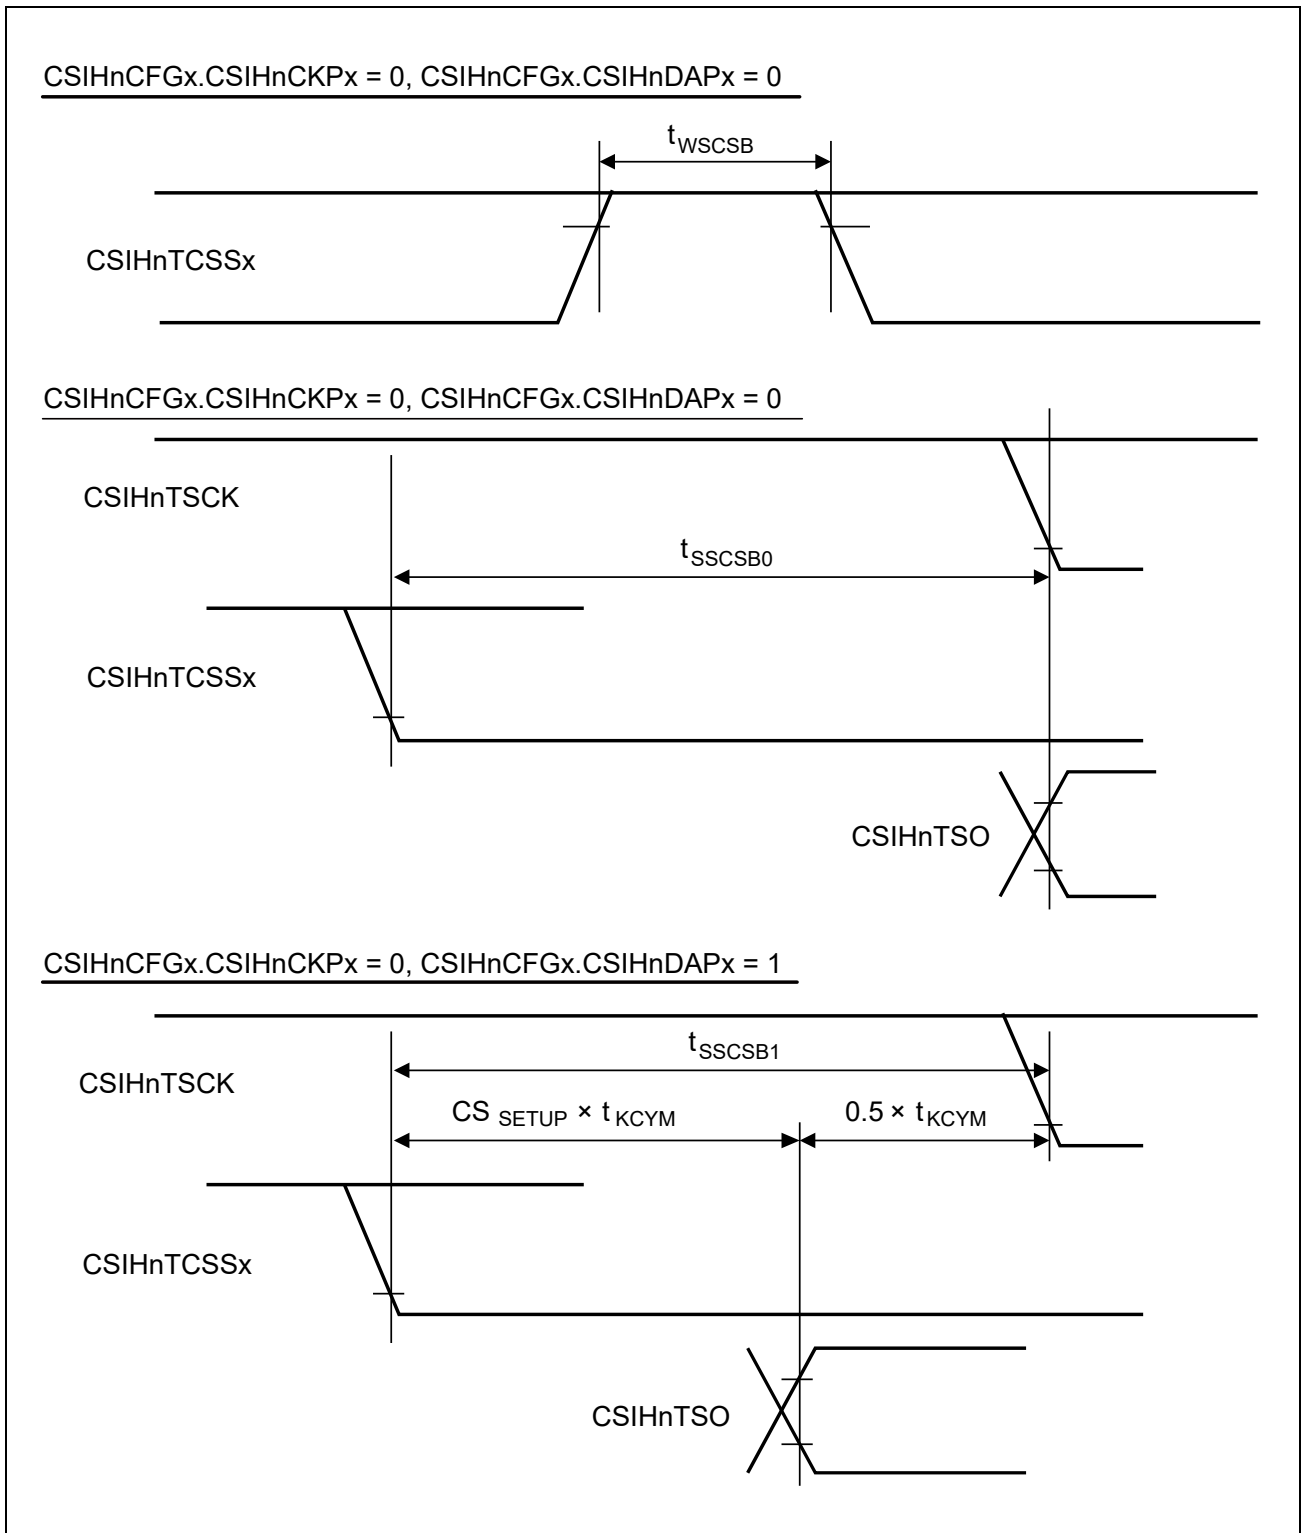 CSIHnCFGx.CSIHnCKPx = 0, CSIHnCFGx.CSIHnDAPx = 0
tWSCSB
CSIHnTCSSx
CSIHnCFGx.CSIHnCKPx = 0, CSIHnCFGx.CSIHnDAPx = 0
CSIHnTSCK
tSSCSB0
CSIHnTCSSx
CSIHnTSO
CSIHnCFGx.CSIHnCKPx = 0, CSIHnCFGx.CSIHnDAPx = 1
tSSCSB1
CSIHnTSCK
CS SETUP × tKCYM
0.5 × tKCYM
CSIHnTCSSx
CSIHnTSO